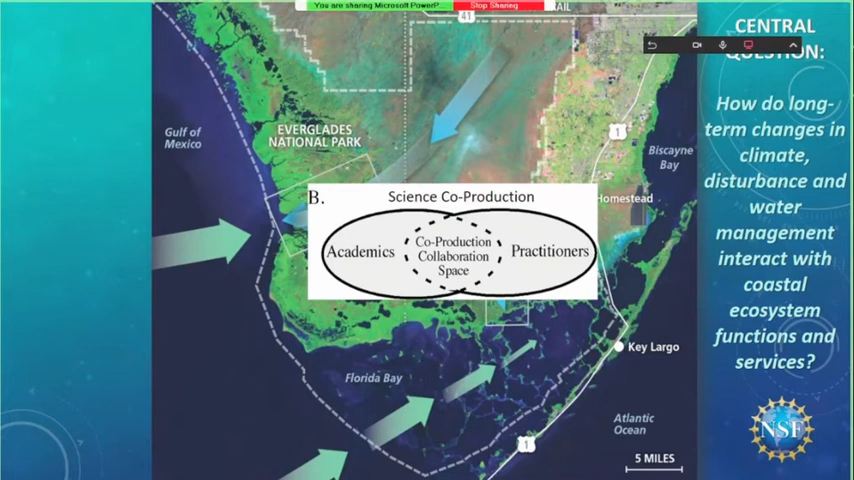 You are sharing Microsoft PowerP...
Stop Sharing
41
AIL
CENTRAL
QUESTION:
How do long-
term changes in
climate,
disturbance and
water
management
interact with
coastal
ecosystem
functions and
services?
Gulf of
Mexico
EVERGLADES
NATIONAL PARK
1
Biscayne
Bay
Homestead
B.
Science Co-Production
Academics
Co-Production
Collaboration
Space
Practitioners
Key Largo
Florida Bay
Atlantic
Ocean
1
5 MILES
NSF